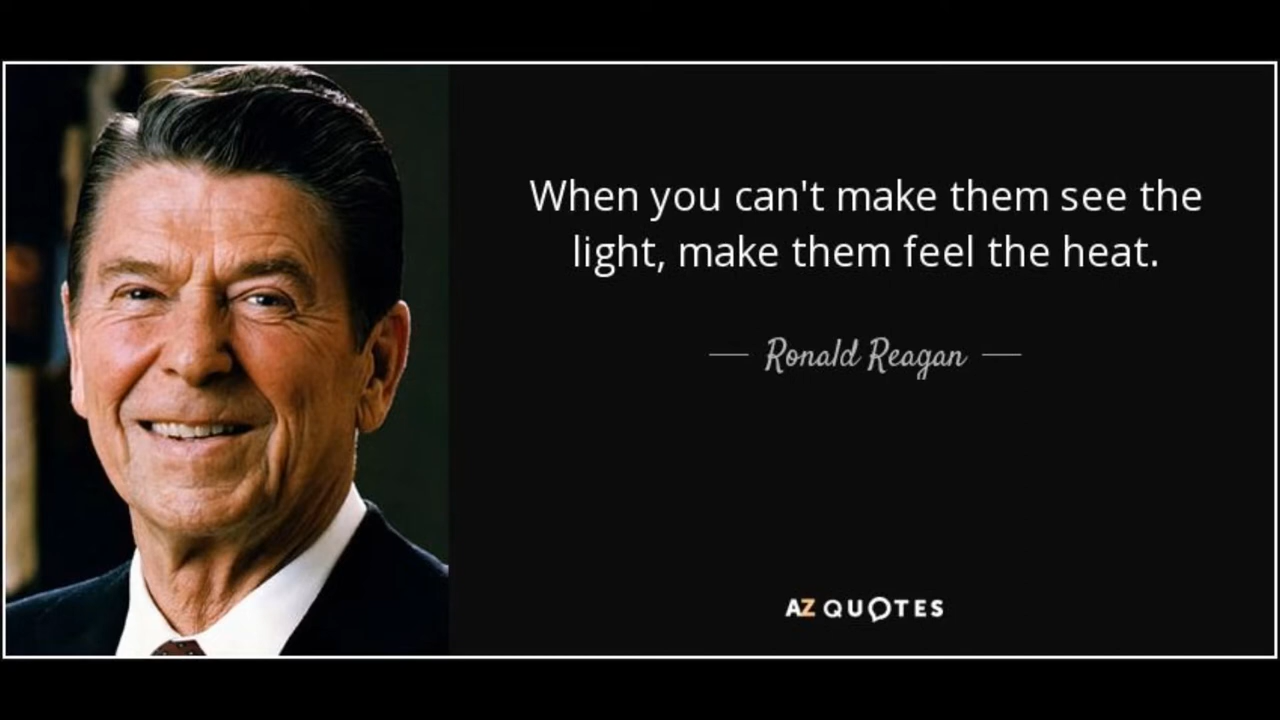 When you can't make them see the
light, make them feel the heat.
Ronald Reagan
AZ QUOTES